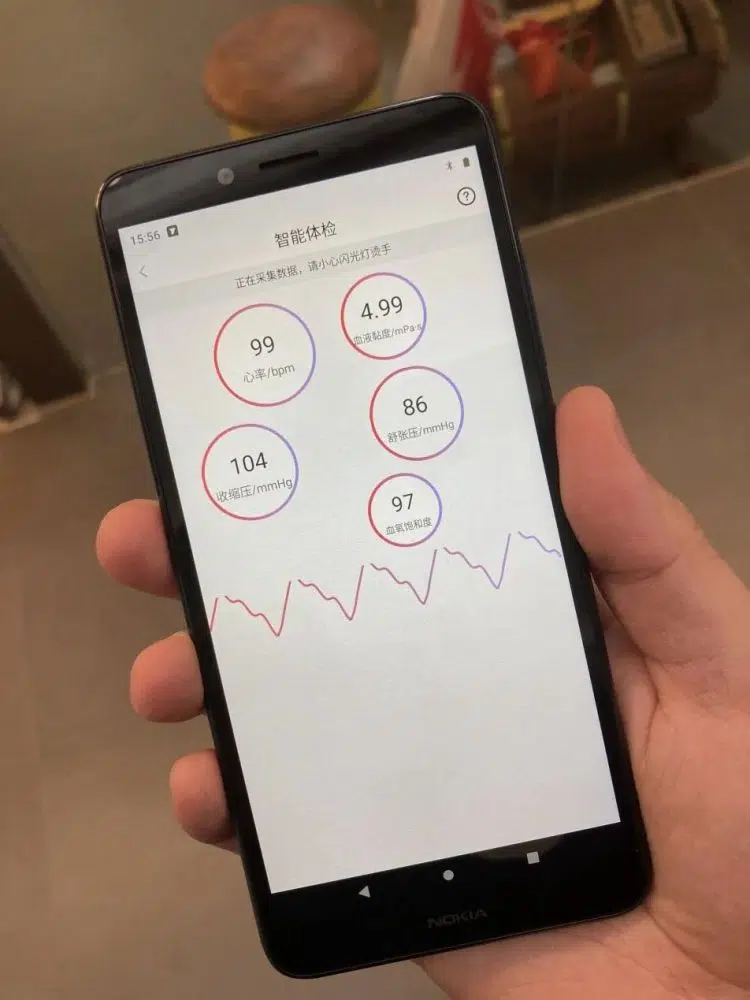 15:56
智能体检
?
正在采集数据，请小心闪光灯烫手
99
心率/bpm
4.99
血液黏度/mPa·s
104
收缩压/mmHg
86
舒张压/mmHg
97
血氧饱和度
NOKIA